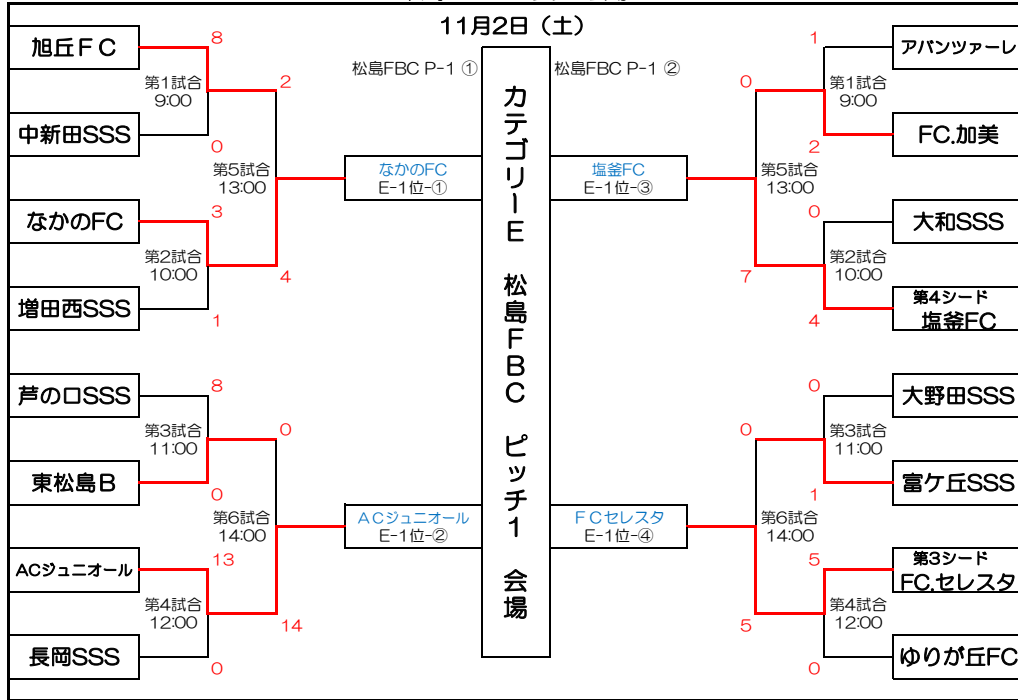 11月2日（土）
松島FBC P-1 ①
松島FBC P-1 ②
カテゴリーE 松島FBC ピッチ1 会場
旭丘ＦＣ
8
第1試合
9:00
2
中新田SSS
0
第5試合
13:00
なかのFC
E-1位-①
なかのFC
3
第2試合
10:00
4
増田西SSS
1
芦の口SSS
8
第3試合
11:00
0
東松島Ｂ
0
第6試合
14:00
ＡＣジュニオール
E-1位-②
ACジュニオール
13
第4試合
12:00
14
長岡SSS
0
1
アバンツァーレ
0
第1試合
9:00
2
FC.加美
塩釜FC
E-1位-③
第5試合
13:00
0
大和SSS
7
第2試合
10:00
4
第4シード
塩釜FC
0
大野田SSS
0
第3試合
11:00
1
富ケ丘SSS
ＦＣセレスタ
E-1位-④
第6試合
14:00
5
第3シード
FC.セレスタ
5
第4試合
12:00
0
ゆりが丘FC